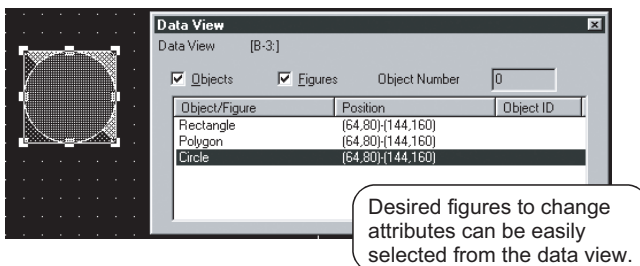 Data View
Data View [B-3:]
Objects Figures Object Number 0
Object/Figure Position Object ID
Rectangle (64,80)-(144,160)
Polygon (64,80)-(144,160)
Circle (64,80)-(144,160)
Desired figures to change
attributes can be easily
selected from the data view.